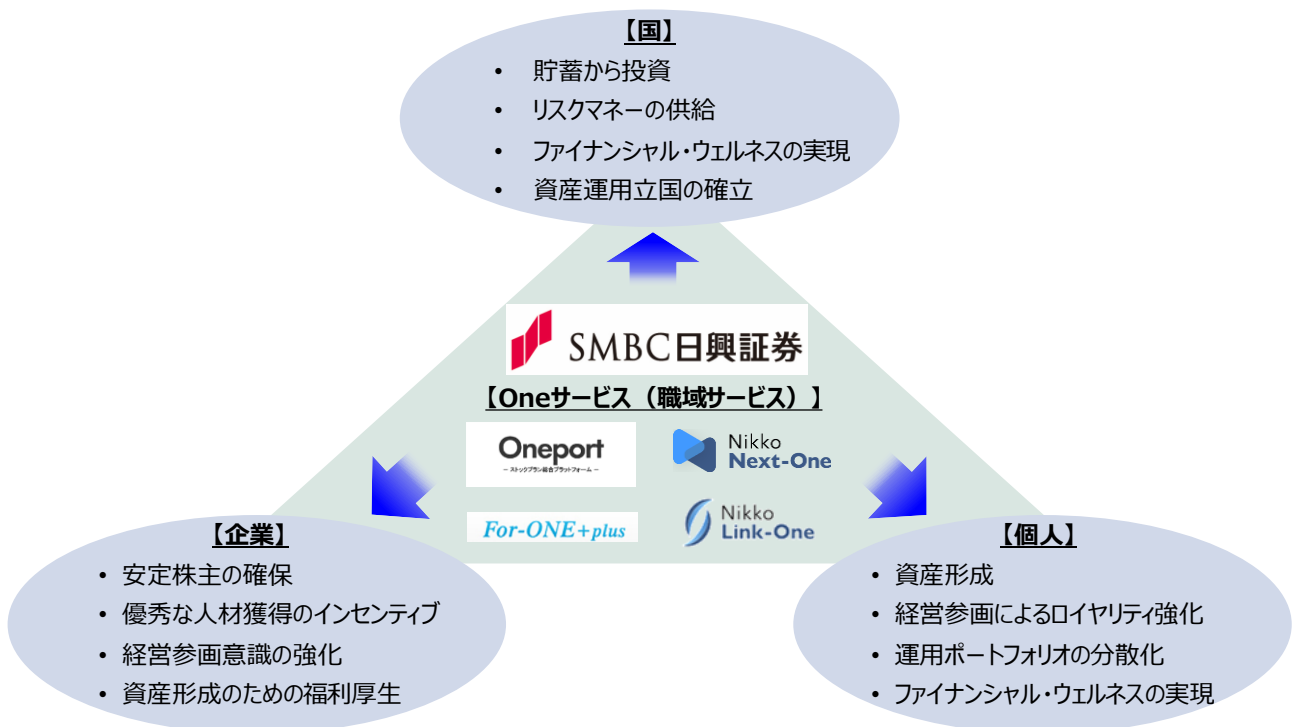 【国】
• 貯蓄から投資
• リスクマネーの供給
• ファイナンシャル・ウェルネスの実現
• 資産運用立国の確立
SMBC日興証券
【Oneサービス（職域サービス）】
Oneport
− ストックプラン総合プラットフォーム −
Nikko
Next-One
For-ONE+plus
Nikko
Link-One
【企業】
• 安定株主の確保
• 優秀な人材獲得のインセンティブ
• 経営参画意識の強化
• 資産形成のための福利厚生
【個人】
• 資産形成
• 経営参画によるロイヤリティ強化
• 運用ポートフォリオの分散化
• ファイナンシャル・ウェルネスの実現